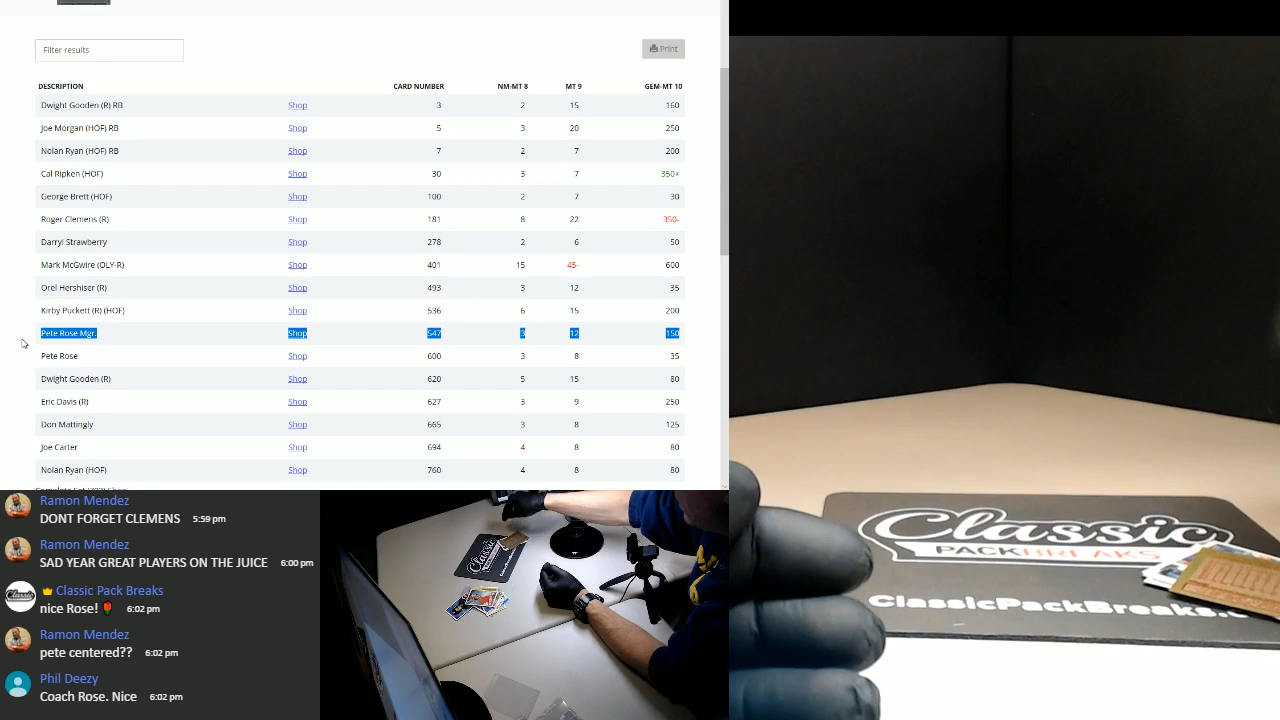 Filter results
Print
DESCRIPTION CARD NUMBER NM-MT 8 MT 9 GEM-MT 10
Dwight Gooden (R) RB Shop 3 2 15 160
Joe Morgan (HOF) RB Shop 5 3 20 250
Nolan Ryan (HOF) RB Shop 7 2 7 200
Cal Ripken (HOF) Shop 30 3 7 350+
George Brett (HOF) Shop 100 2 7 30
Roger Clemens (R) Shop 181 8 22 350-
Darryl Strawberry Shop 278 2 6 50
Mark McGwire (OLY-R) Shop 401 15 45- 600
Orel Hershiser (R) Shop 493 3 12 35
Kirby Puckett (R) (HOF) Shop 536 6 15 200
Pete Rose Mgr. Shop 547 3 12 150
Pete Rose Shop 600 3 8 35
Dwight Gooden (R) Shop 620 5 15 80
Eric Davis (R) Shop 627 3 9 250
Don Mattingly Shop 665 3 8 125
Joe Carter Shop 694 4 8 80
Nolan Ryan (HOF) Shop 760 4 8 80
Ramon Mendez
DONT FORGET CLEMENS 5:59 pm
Ramon Mendez
SAD YEAR GREAT PLAYERS ON THE JUICE 6:00 pm
Classic Pack Breaks
nice Rose! 6:02 pm
Ramon Mendez
pete centered?? 6:02 pm
Phil Deezy
Coach Rose. Nice 6:02 pm
Classic
PACKBREAKS
ClassicPackBreaks.